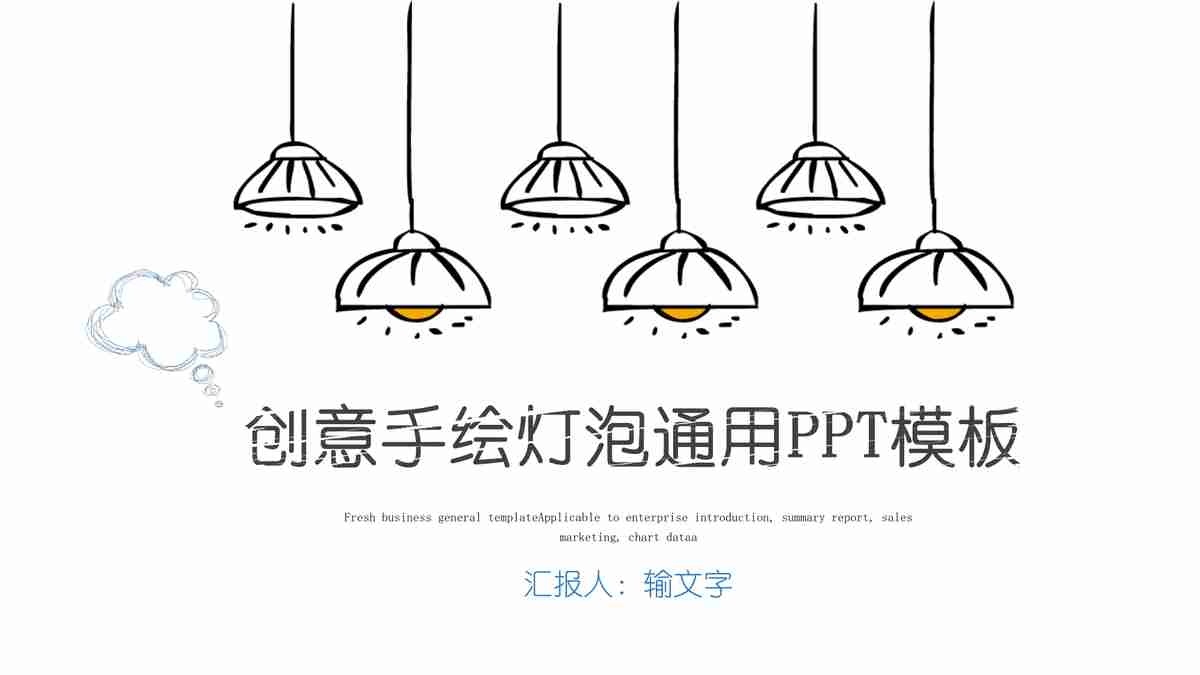 创意手绘灯泡通用PPT模板
Fresh business general templateApplicable to enterprise introduction, summary report, sales
marketing, chart dataa
汇报人：输文字